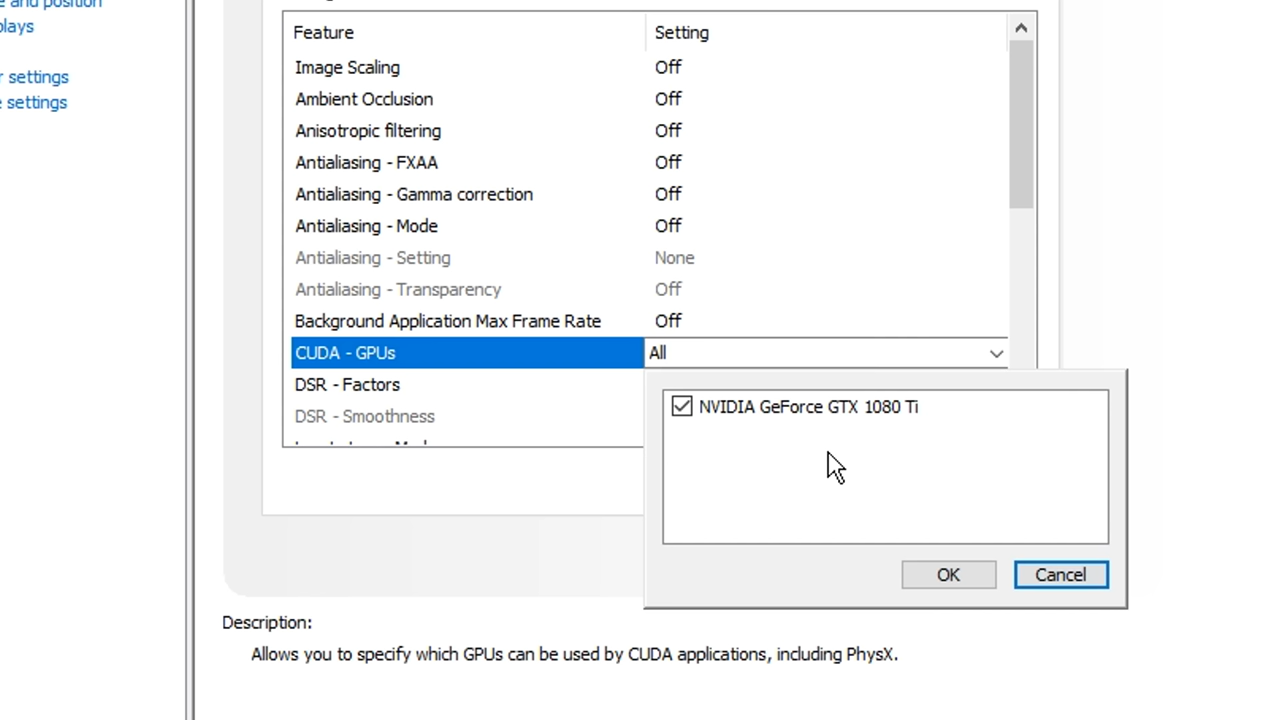 e and position
plays
r settings
e settings
Feature Setting
Image Scaling Off
Ambient Occlusion Off
Anisotropic filtering Off
Antialiasing - FXAA Off
Antialiasing - Gamma correction Off
Antialiasing - Mode Off
Antialiasing - Setting None
Antialiasing - Transparency Off
Background Application Max Frame Rate Off
CUDA - GPUs All
DSR - Factors
DSR - Smoothness
NVIDIA GeForce GTX 1080 Ti
OK Cancel
Description:
Allows you to specify which GPUs can be used by CUDA applications, including PhysX.